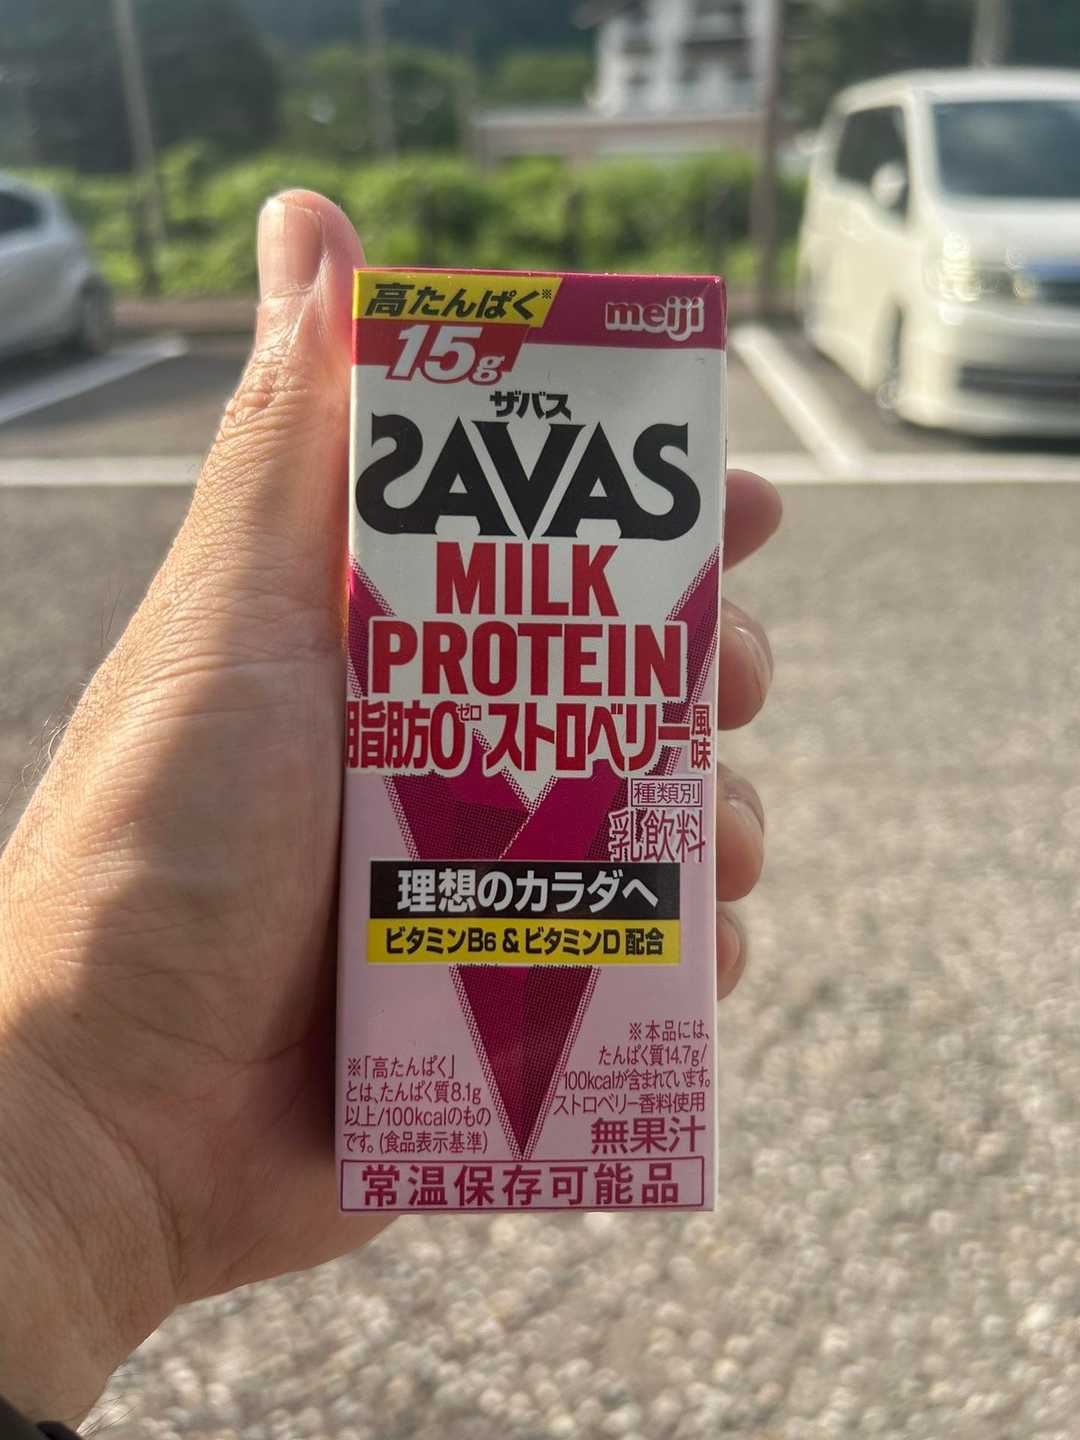 高たんぱく※
15g
meiji
ザバス
SAVAS
MILK
PROTEIN
脂肪0ゼロ ストロベリー風味
種類別
乳飲料
理想のカラダへ
ビタミンB6&ビタミンD配合
※「高たんぱく」
とは、たんぱく質8.1g
以上/100kcalのもの
です。(食品表示基準)
※本品には、
たんぱく質14.7g/
100kcalが含まれています。
ストロベリー香料使用
無果汁
常温保存可能品